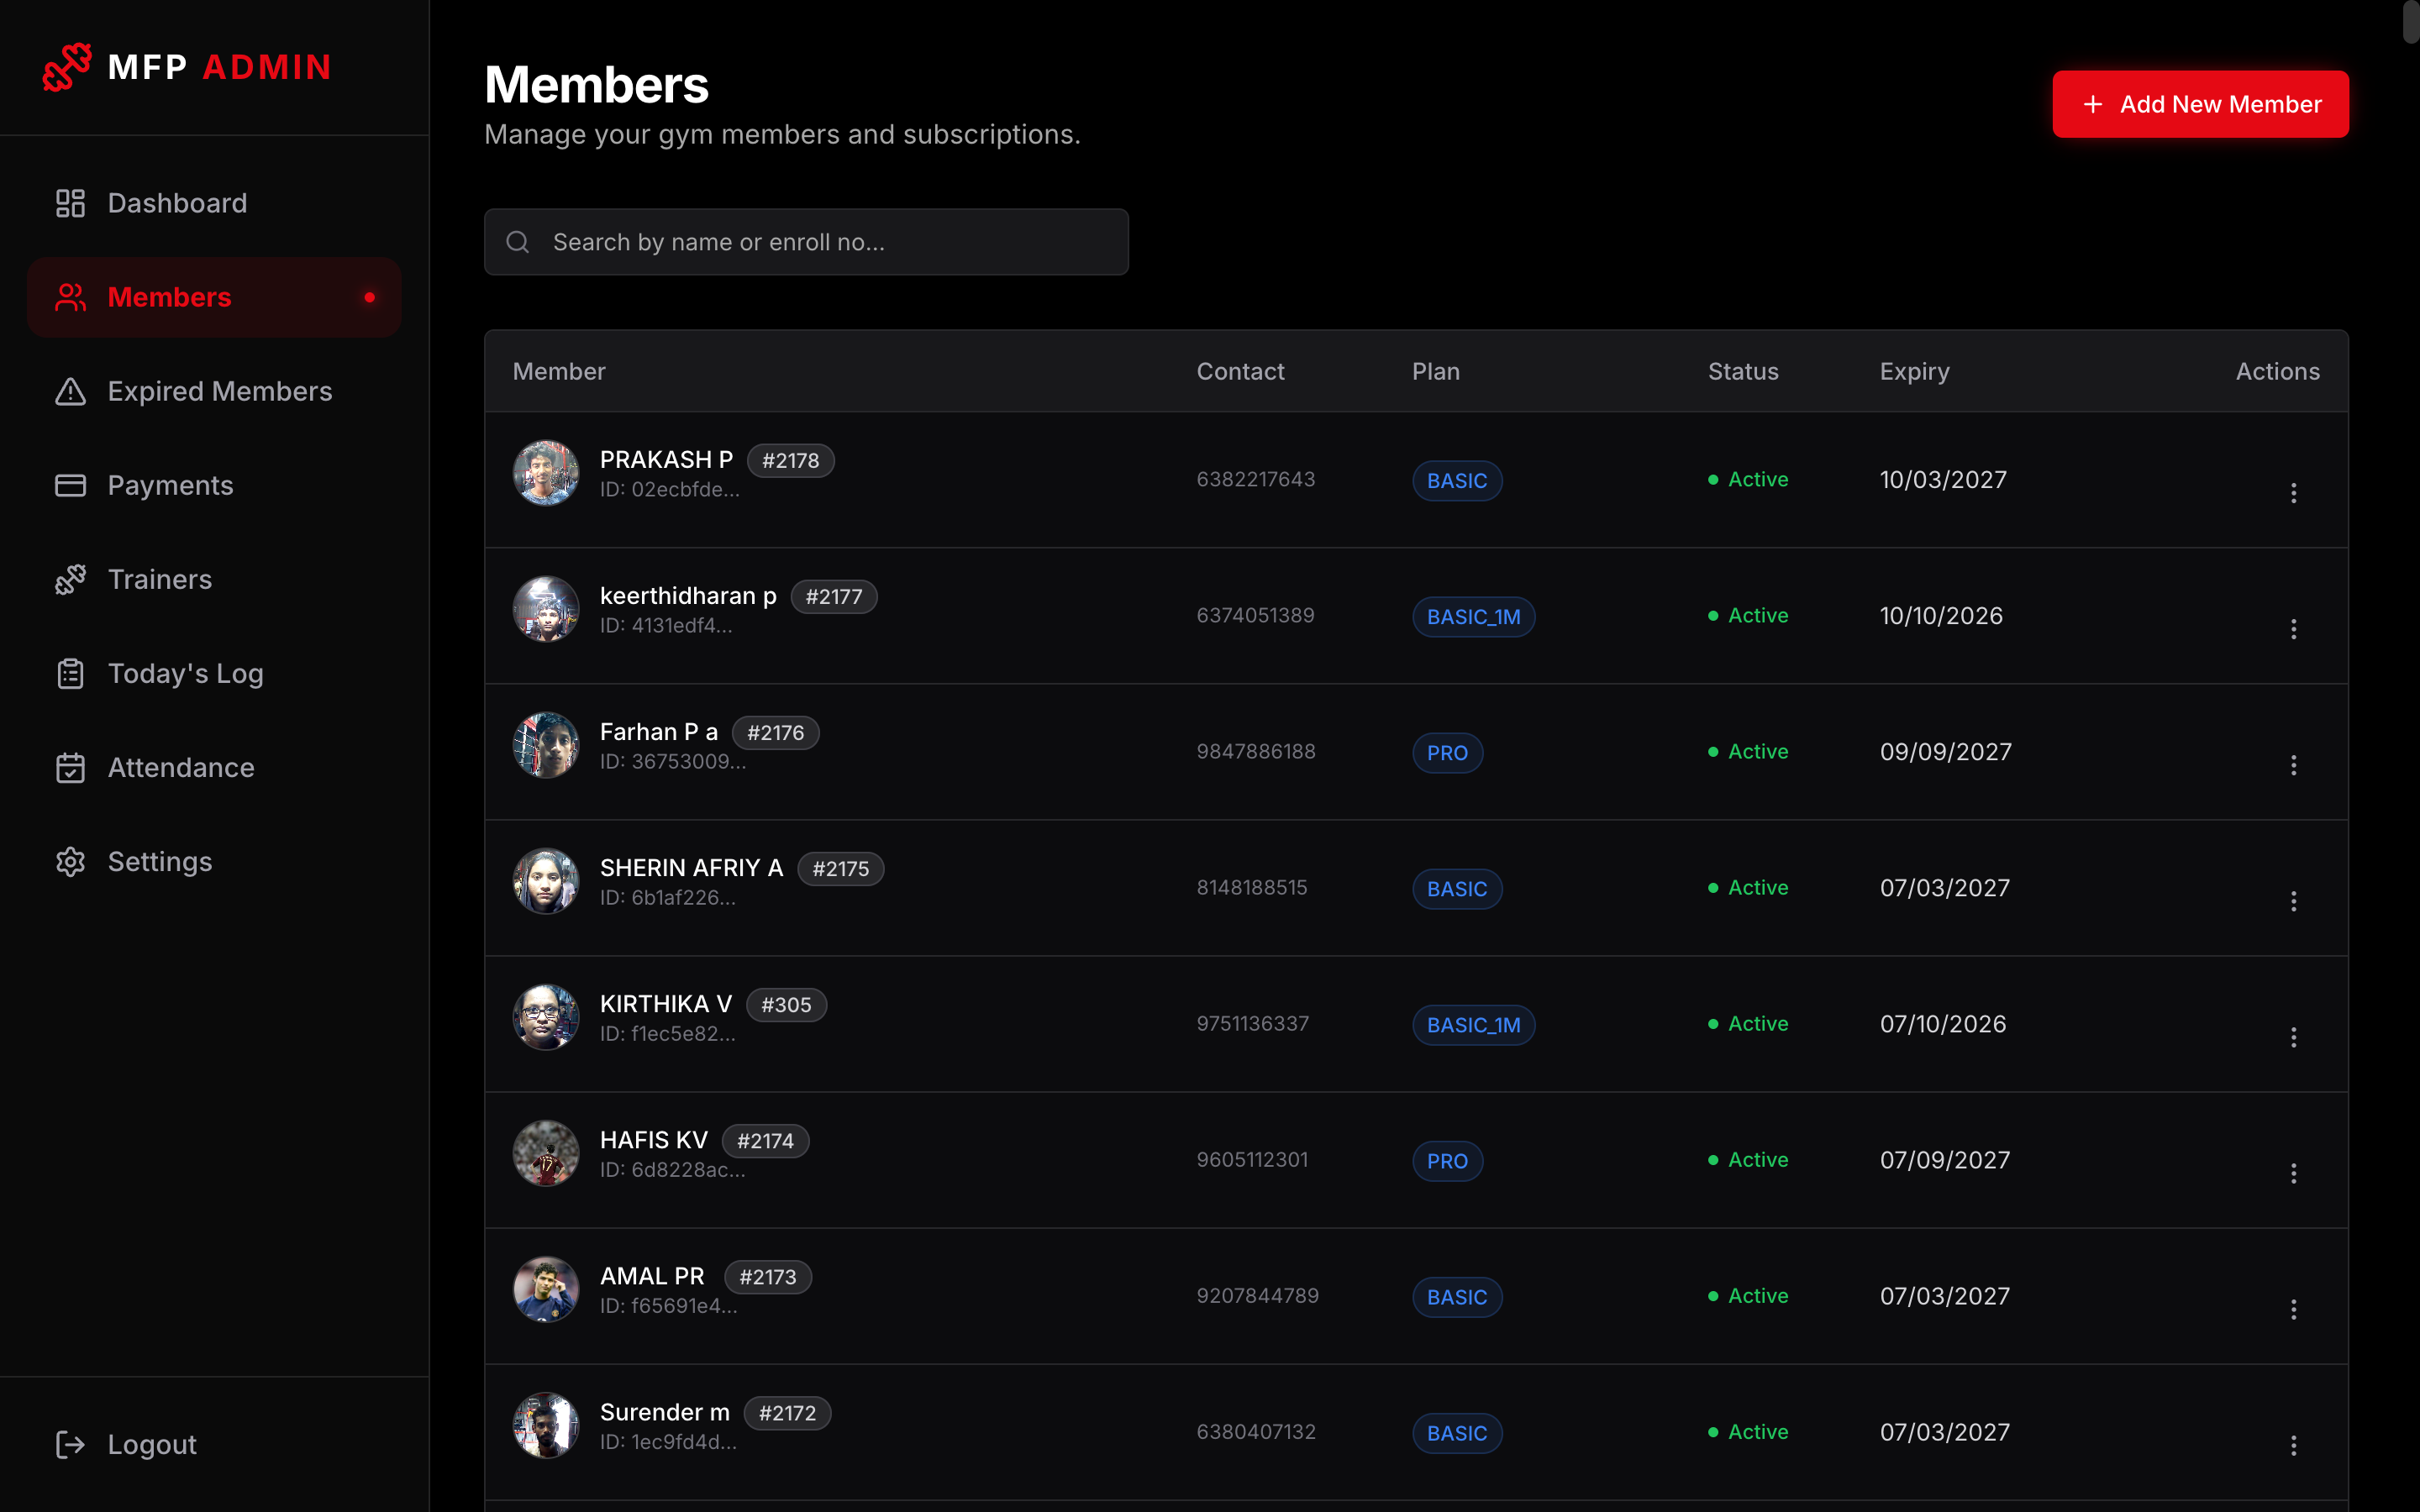 MFP ADMIN
Dashboard
Members
Expired Members
Payments
Trainers
Today's Log
Attendance
Settings
Logout
Members
Manage your gym members and subscriptions.
Add New Member
Search by name or enroll no...
Member Contact Plan Status Expiry Actions
PRAKASH P #2178
ID: 02ecbfde...
6382217643 BASIC Active 10/03/2027
keerthidharan p #2177
ID: 4131edf4...
6374051389 BASIC_1M Active 10/10/2026
Farhan P a #2176
ID: 36753009...
9847886188 PRO Active 09/09/2027
SHERIN AFRIY A #2175
ID: 6b1af226...
8148188515 BASIC Active 07/03/2027
KIRTHIKA V #305
ID: f1ec5e82...
9751136337 BASIC_1M Active 07/10/2026
HAFIS KV #2174
ID: 6d8228ac...
9605112301 PRO Active 07/09/2027
17
AMAL PR #2173
ID: f65691e4...
9207844789 BASIC Active 07/03/2027
Surender m #2172
ID: 1ec9fd4d...
6380407132 BASIC Active 07/03/2027